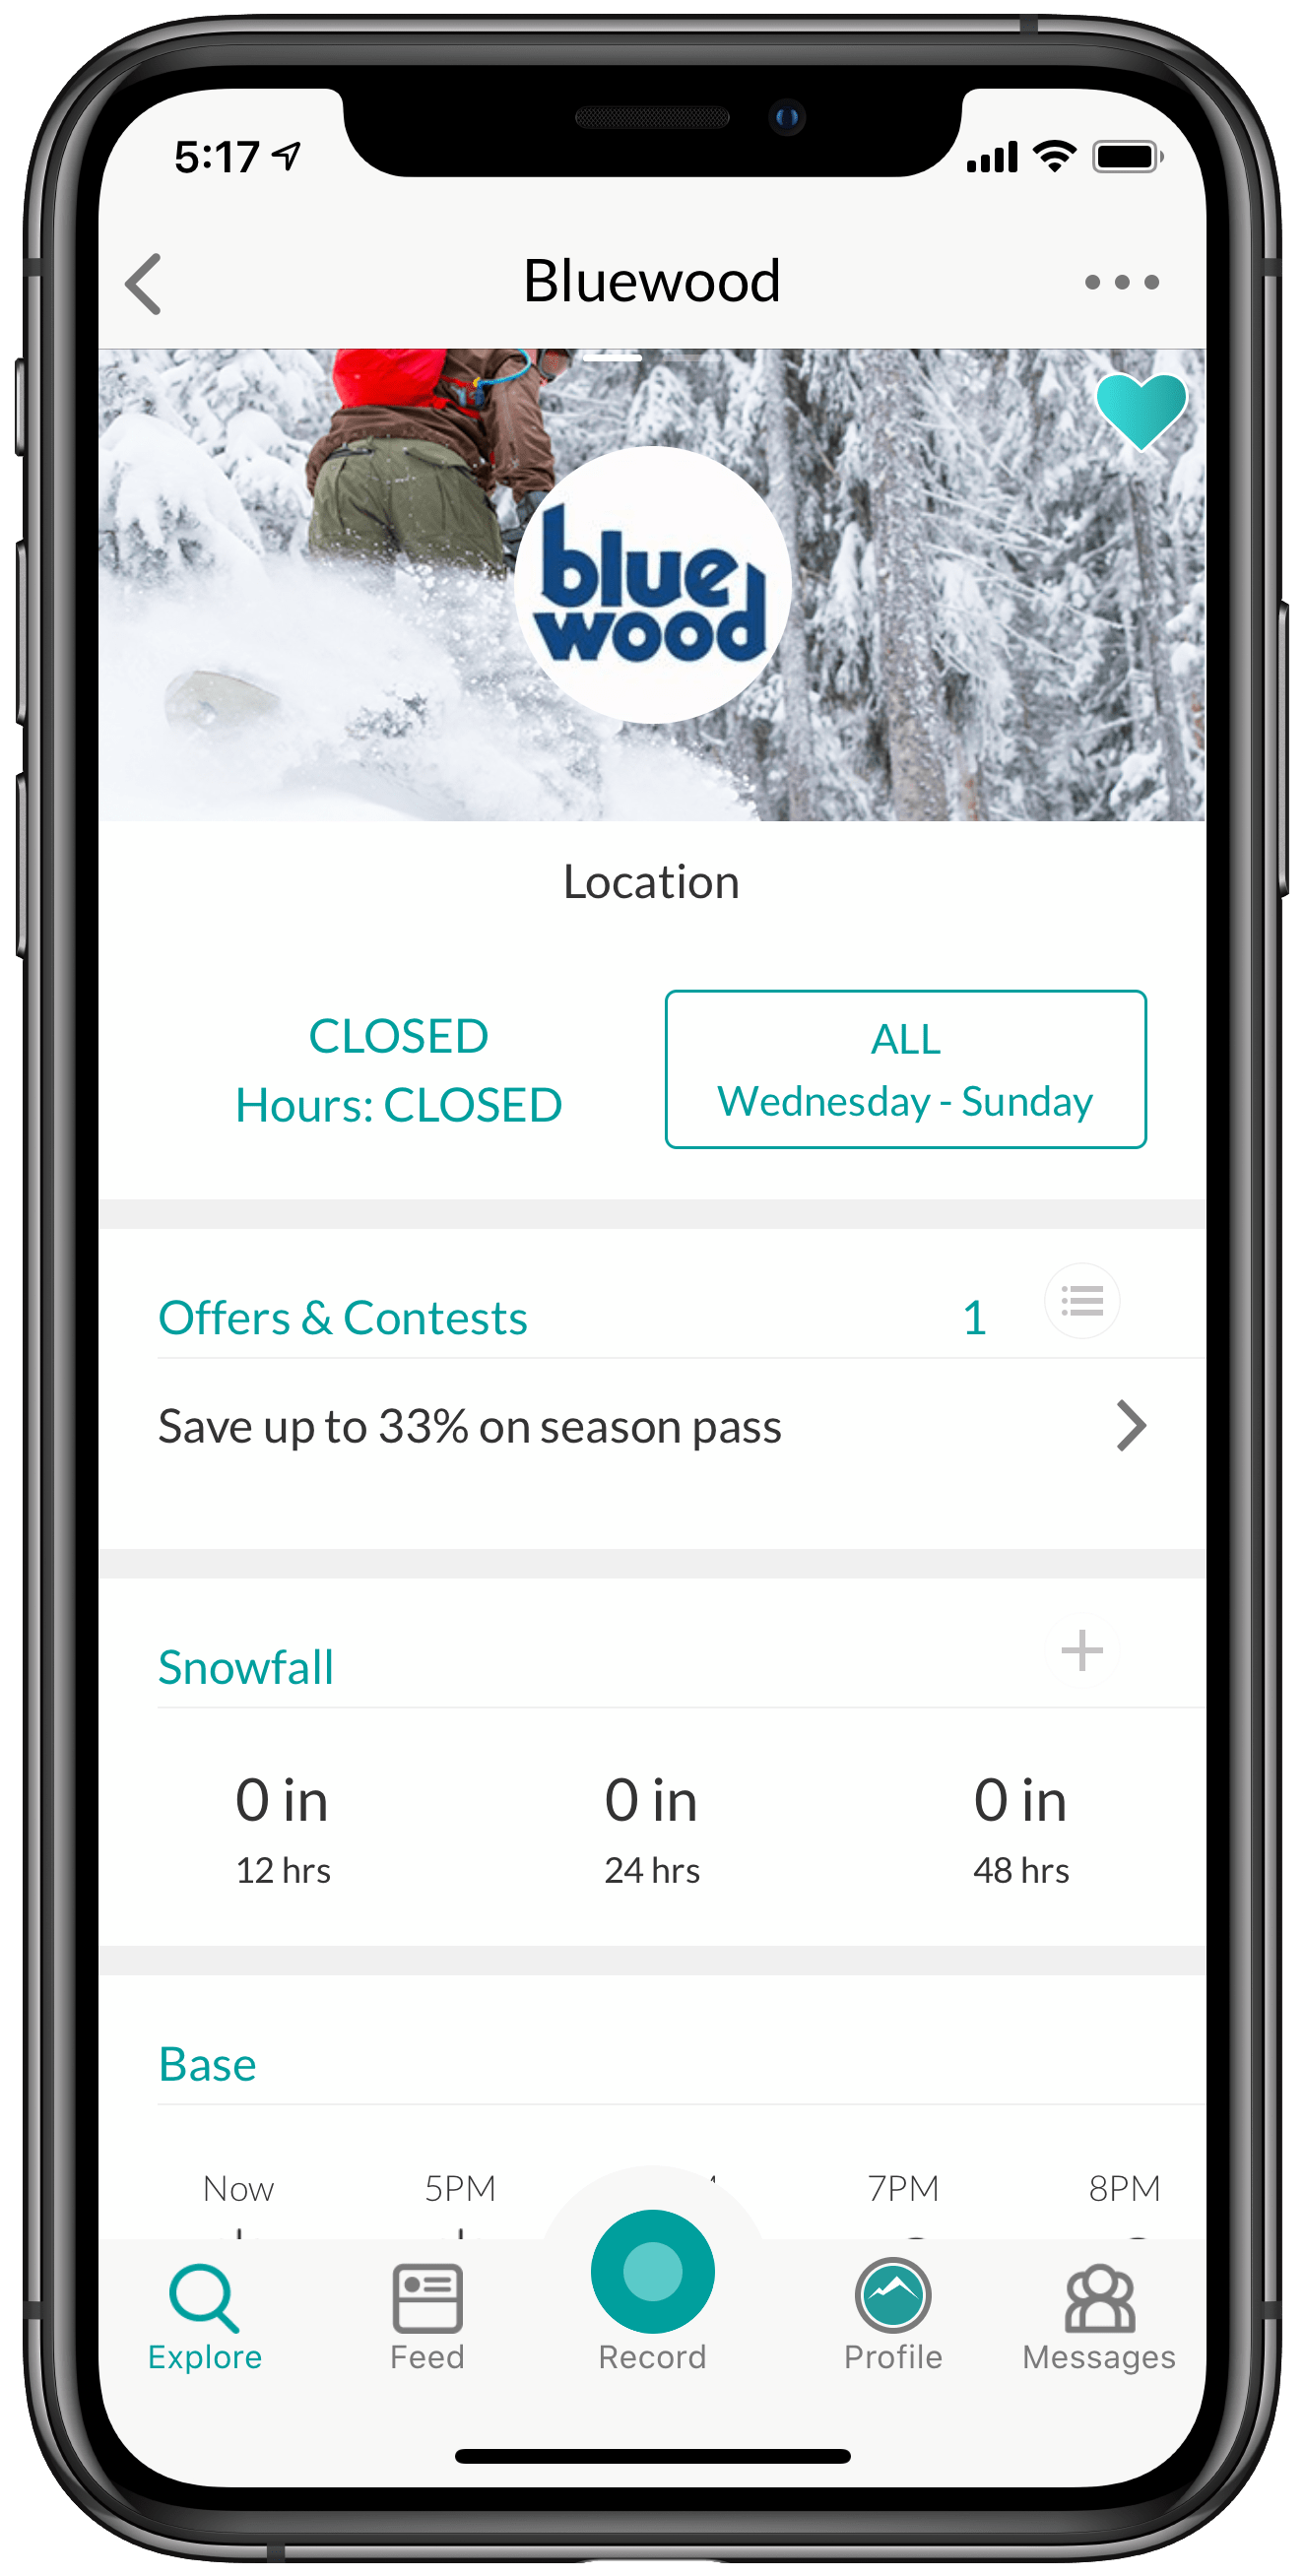 5:17
Bluewood
blue
wood
Location
CLOSED
Hours: CLOSED
ALL
Wednesday - Sunday
Offers & Contests 1
Save up to 33% on season pass
Snowfall
0 in 0 in 0 in
12 hrs 24 hrs 48 hrs
Base
Now 5PM 7PM 8PM
Explore Feed Record Profile Messages